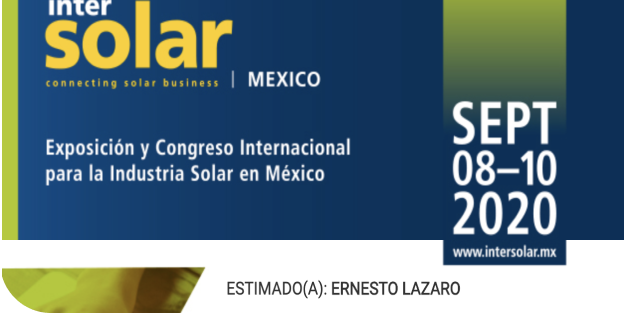 inter
solar
connecting solar business | MEXICO
Exposición y Congreso Internacional
para la Industria Solar en México
SEPT
08–10
2020
www.intersolar.mx
ESTIMADO(A): ERNESTO LAZARO